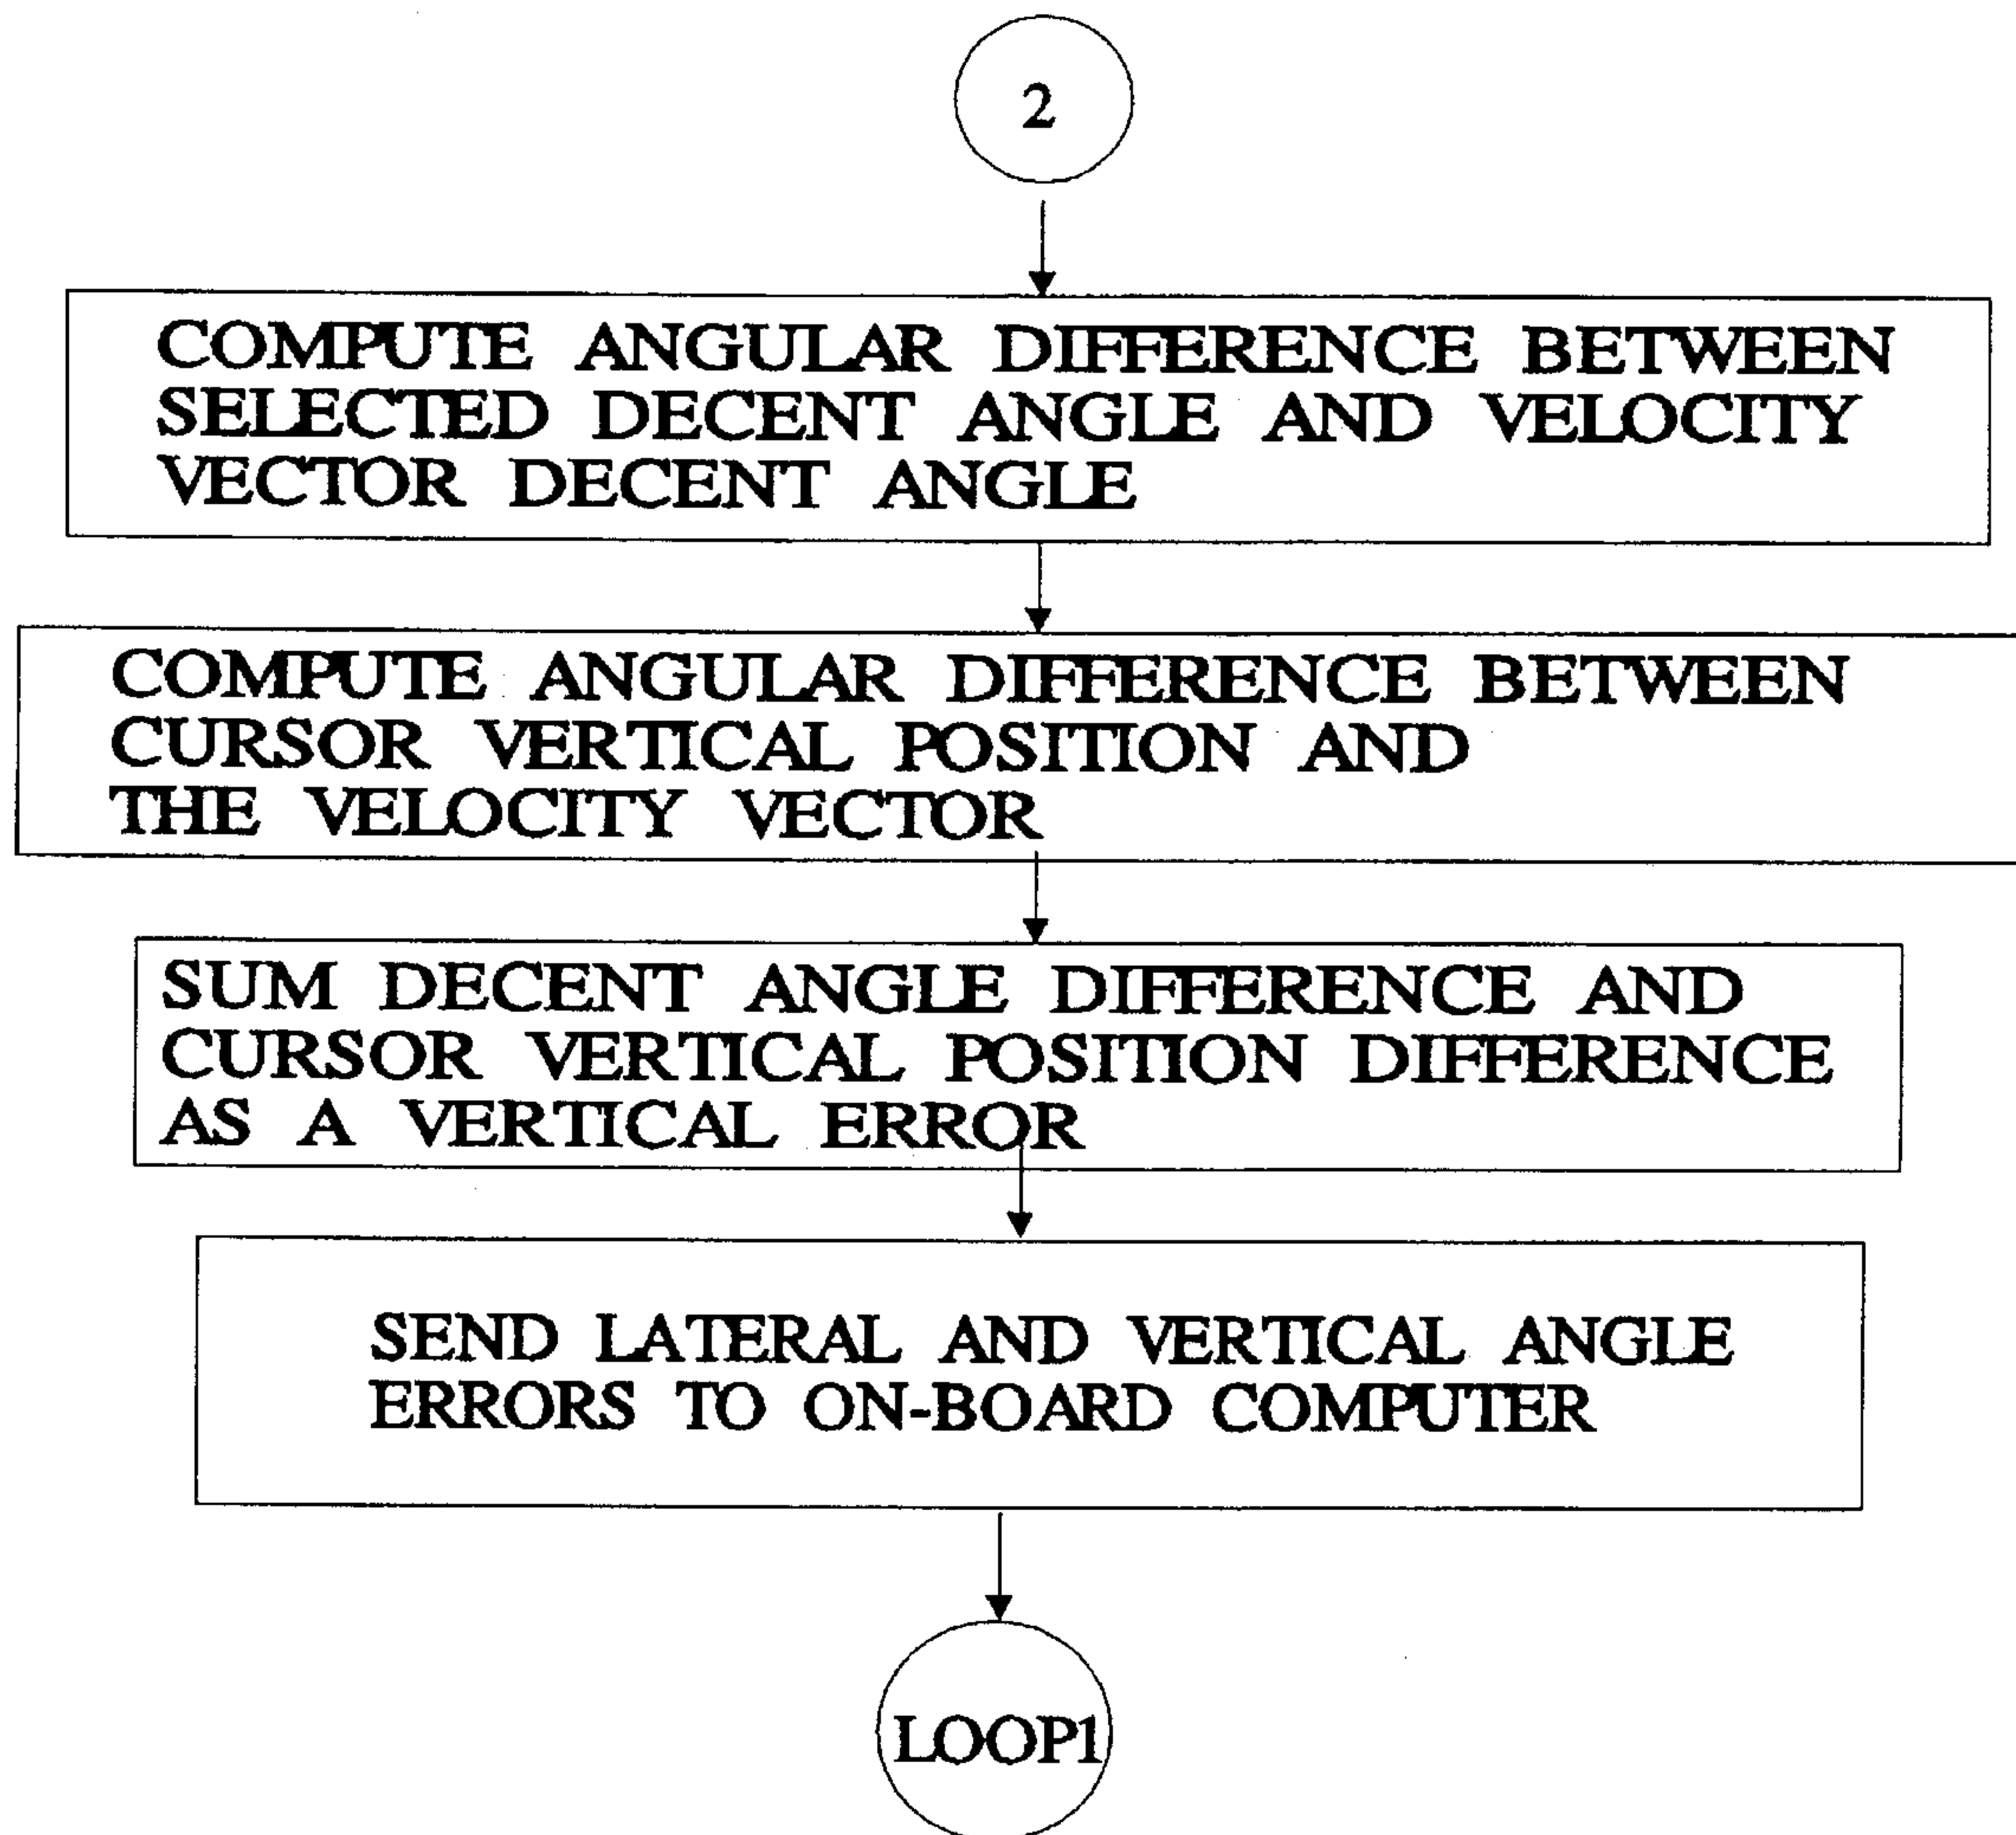 2
COMPUTE ANGULAR DIFFERENCE BETWEEN
SELECTED DECENT ANGLE AND VELOCITY
VECTOR DECENT ANGLE
COMPUTE ANGULAR DIFFERENCE BETWEEN
CURSOR VERTICAL POSITION AND
THE VELOCITY VECTOR
SUM DECENT ANGLE DIFFERENCE AND
CURSOR VERTICAL POSITION DIFFERENCE
AS A VERTICAL ERROR
SEND LATERAL AND VERTICAL ANGLE
ERRORS TO ON-BOARD COMPUTER
LOOP1